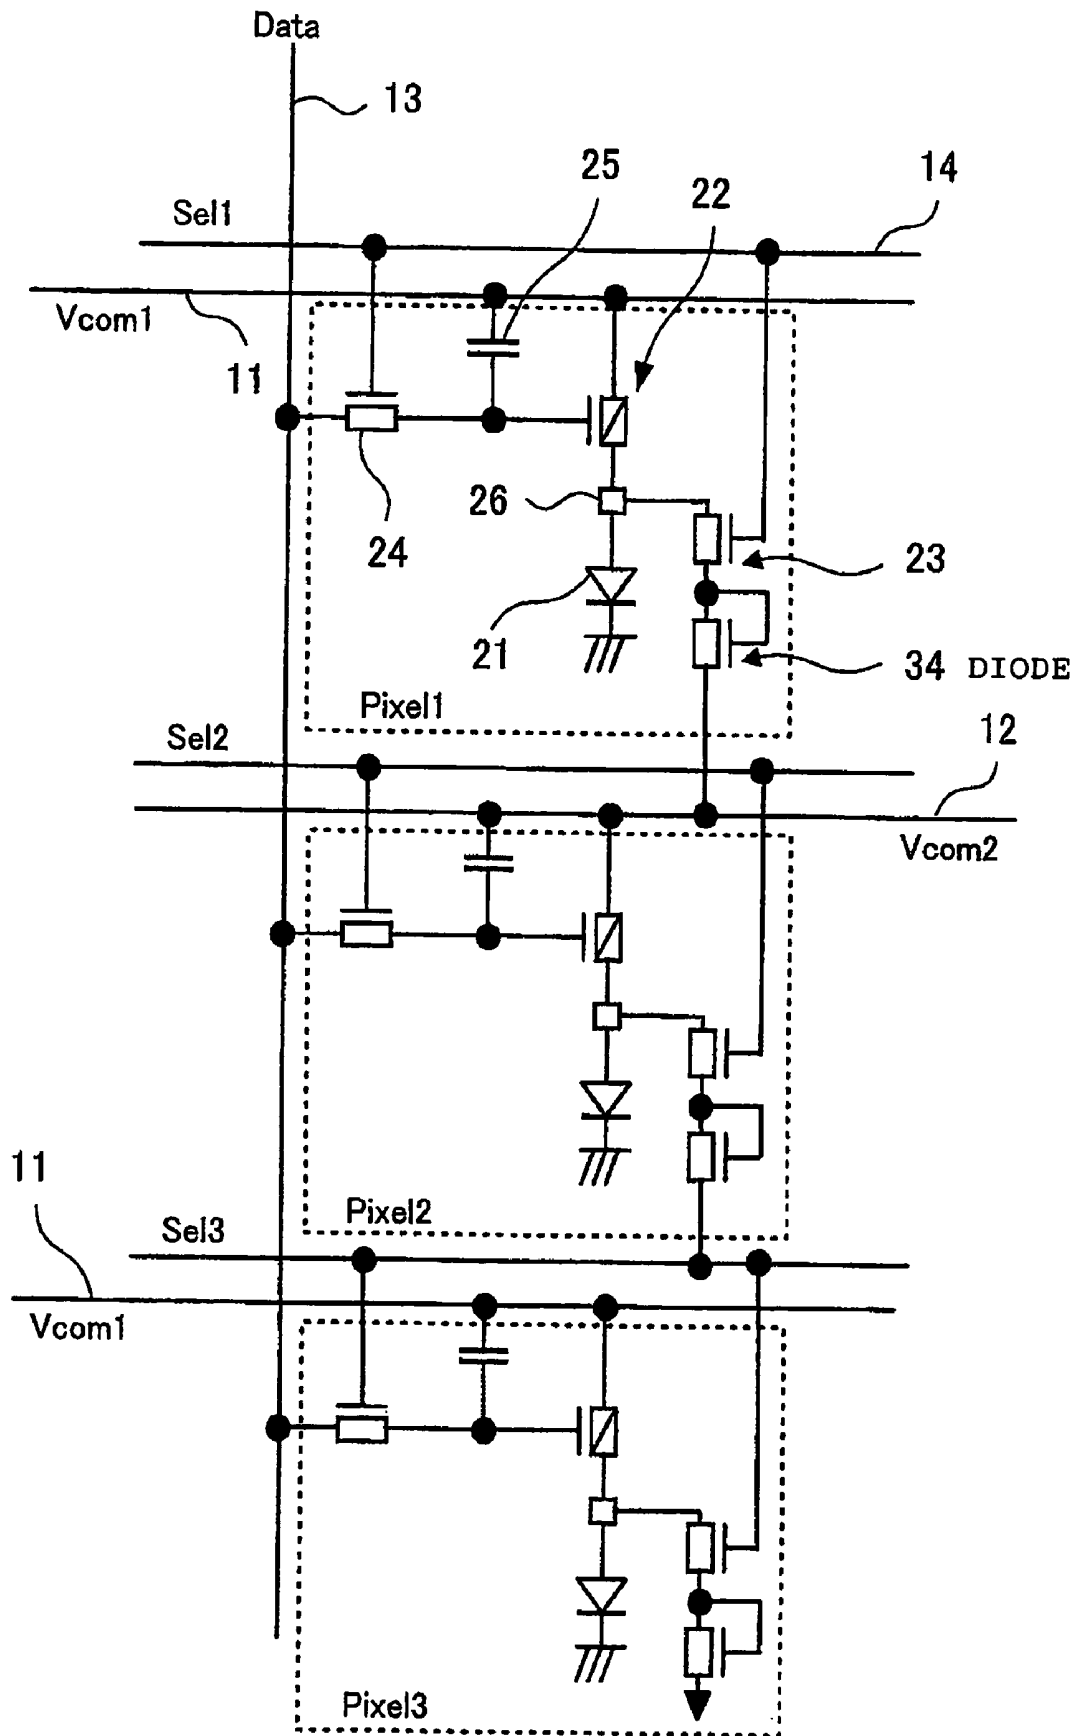 Data
13
25
22
14
Sel1
Vcom1
11
24
26
23
21
34 DIODE
Pixel1
Sel2
12
Vcom2
11
Pixel2
Sel3
Vcom1
Pixel3